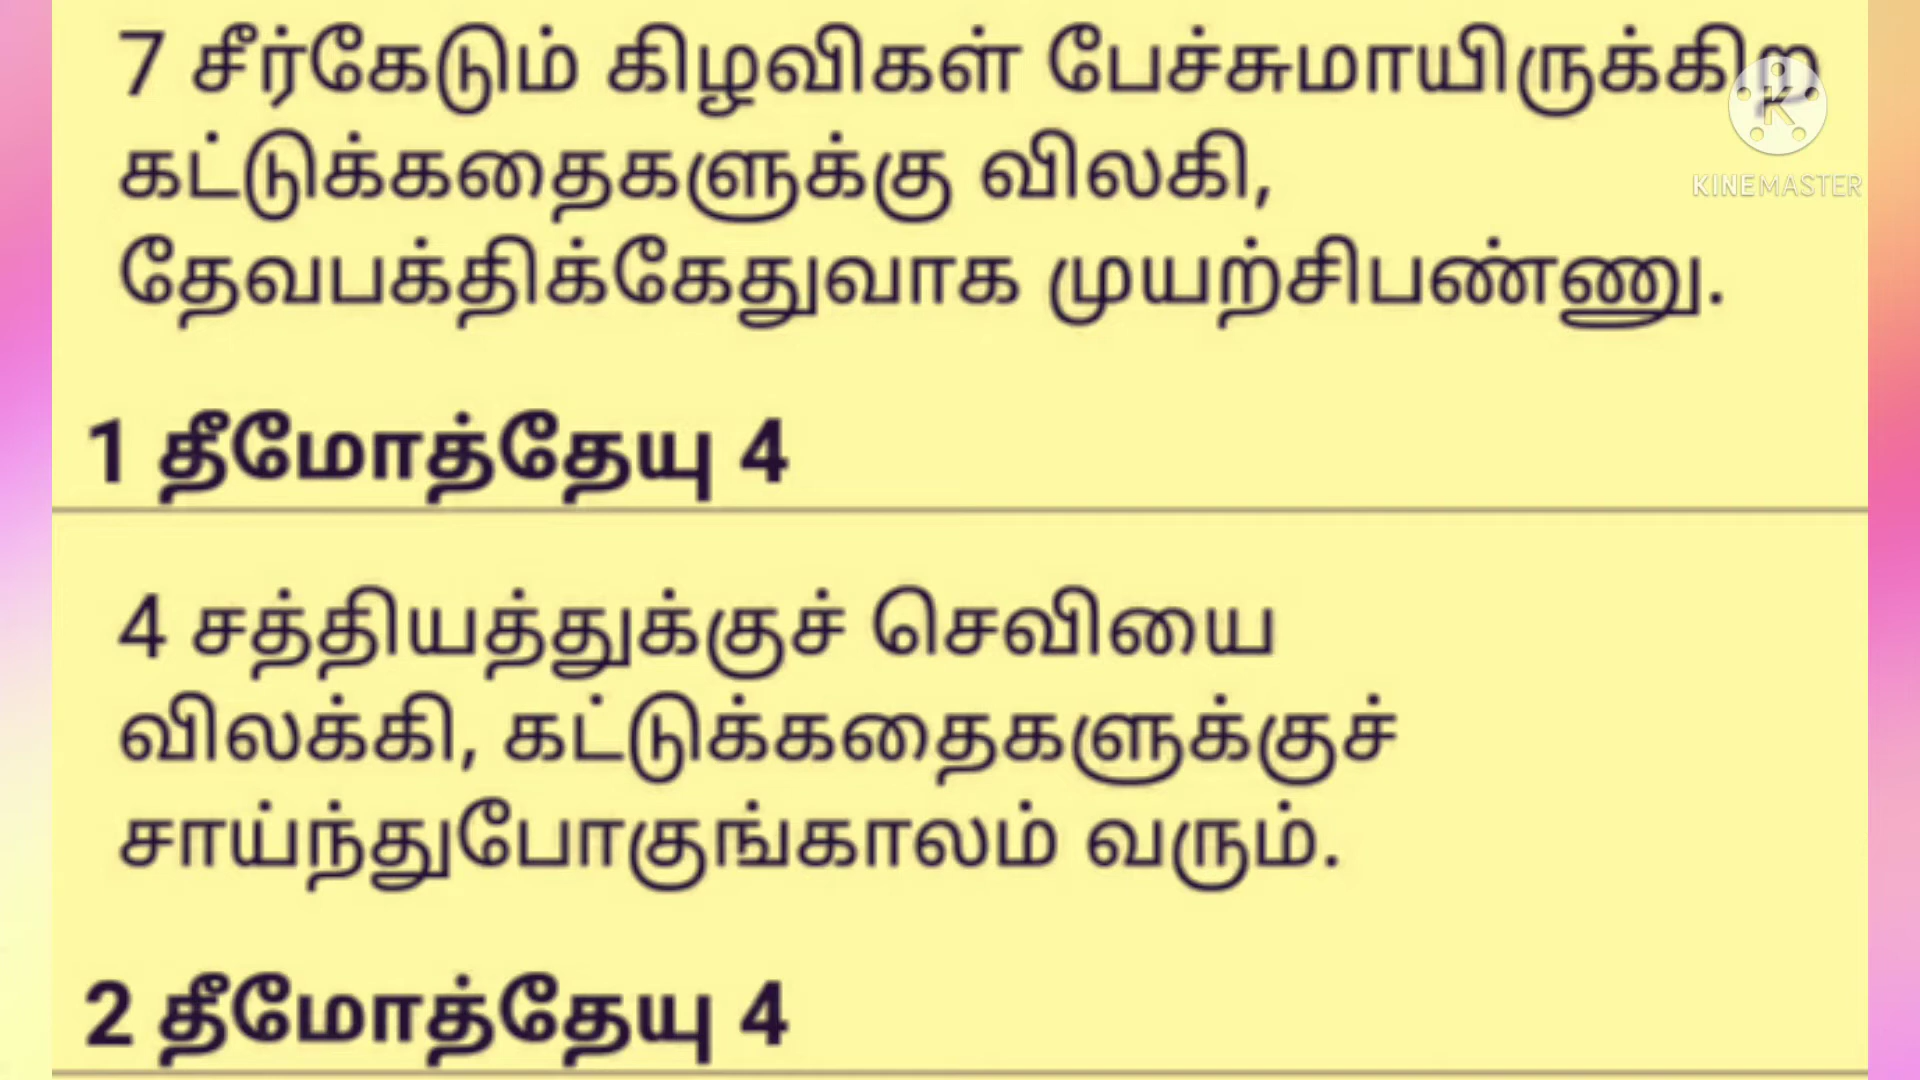 7 சீர்கேடும் கிழவிகள் பேச்சுமாயிருக்கிற
கட்டுக்கதைகளுக்கு விலகி,
தேவபக்திக்கேதுவாக முயற்சிபண்ணு.
1 தீமோத்தேயு 4
4 சத்தியத்துக்குச் செவியை
விலக்கி, கட்டுக்கதைகளுக்குச்
சாய்ந்துபோகுங்காலம் வரும்.
2 தீமோத்தேயு 4
K
KINEMASTER